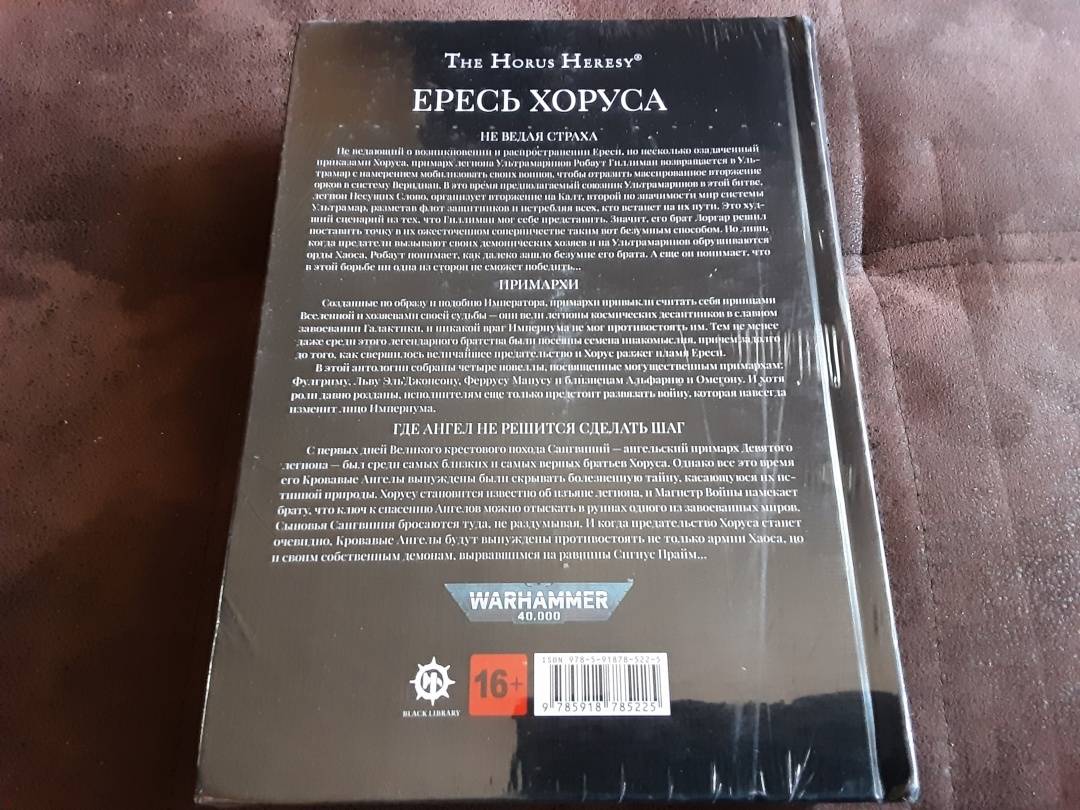 THE HORUS HERESY®
ЕРЕСЬ ХОРУСА
НЕ ВЕДАЯ СТРАХА
Не ведающий о возникновении и распространении Ереси, но несколько озадаченный
приказами Хоруса, примарх легиона Ультрамаринов Робаут Гиллиман возвращается в Уль-
трамар с намерением мобилизовать своих воинов, чтобы отразить массированное вторжение
орков в систему Веридиан. В это время предполагаемый союзник Ультрамаринов в этой битве,
легион Несущих Слово, организует вторжение на Калт, второй по значимости мир системы
Ультрамар, разметав флот защитников и истребляя всех, кто встанет на их пути. Это худ-
ший сценарий из тех, что Гиллиман мог себе представить. Значит, его брат Лоргар решил
поставить точку в их ожесточенном соперничестве таким вот безумным способом. Но лишь
когда предатели вызывают своих демонических хозяев и на Ультрамаринов обрушиваются
орды Хаоса, Робаут понимает, как далеко зашло безумие его брата. А еще он понимает, что
в этой борьбе ни одна из сторон не сможет победить...
ПРИМАРХИ
Созданные по образу и подобию Императора, примархи привыкли считать себя принцами
Вселенной и хозяевами своей судьбы — они вели легионы космических десантников в славном
завоевании Галактики, и никакой враг Империума не мог противостоять им. Тем не менее
даже среди этого легендарного братства были посеяны семена инакомыслия, причем задолго
до того, как свершилось величайшее предательство и Хорус разжег пламя Ереси.
В этой антологии собраны четыре новеллы, посвященные могущественным примархам:
Фулгриму, Льву Эль'Джонсону, Феррусу Манусу и близнецам Альфарию и Омегону. И хотя
роли давно розданы, исполнителям еще только предстоит развязать войну, которая навсегда
изменит лицо Империума.
ГДЕ АНГЕЛ НЕ РЕШИТСЯ СДЕЛАТЬ ШАГ
С первых дней Великого крестового похода Сангвиний — ангельский примарх Девятого
легиона — был среди самых близких и самых верных братьев Хоруса. Однако все это время
его Кровавые Ангелы вынуждены были скрывать болезненную тайну, касающуюся их ис-
тинной природы. Хорусу становится известно об изъяне легиона, и Магистр Войны намекает
брату, что ключ к спасению Ангелов можно отыскать в руинах одного из завоеванных миров.
Сыновья Сангвиния бросаются туда, не раздумывая. И когда предательство Хоруса станет
очевидно, Кровавые Ангелы будут вынуждены противостоять не только армии Хаоса, но
и своим собственным демонам, вырвавшимся на равнины Сигнус Прайм...
WARHAMMER
40,000
BLACK LIBRARY
16+
ISBN 978-5-91878-522-5
9 785918 785225